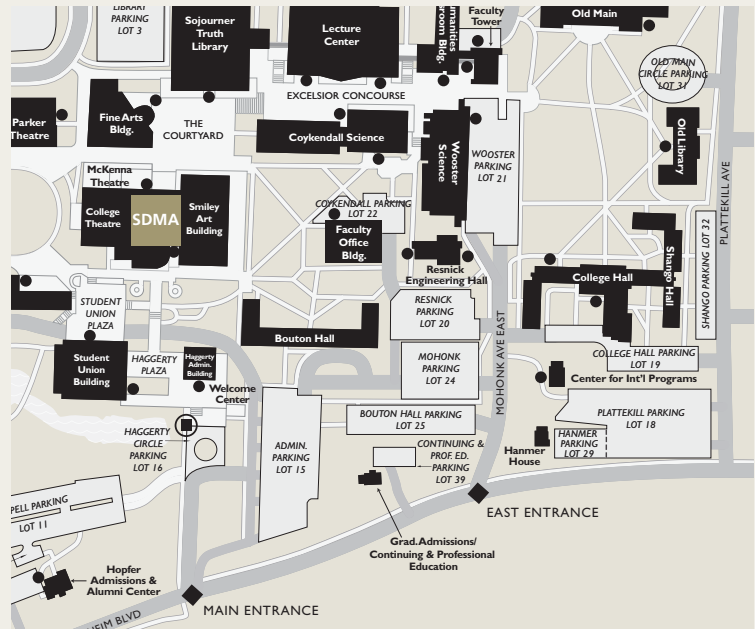 LIBRARY
PARKING
LOT 3
Sojourner
Truth
Library
Lecture
Center
Humanities
Faculty
Tower
Old Main
OLD MAIN
CIRCLE PARKING
LOT 31
EXCELSIOR CONCOURSE
Parker
Theatre
Fine Arts
Bldg.
THE
COURTYARD
Coykendall Science
Wooster
Science
WOOSTER
PARKING
LOT 21
Old Library
PLATTEKILL AVE
McKenna
Theatre
College
Theatre
SDMA
Smiley
Art
Building
COYKENDALL PARKING
LOT 22
Faculty
Office
Bldg.
Resnick
Engineering Hall
College Hall
Shango Hall
SHANGO PARKING LOT 32
STUDENT
UNION
PLAZA
RESNICK
PARKING
LOT 20
Bouton Hall
MOHONK AVE EAST
Student
Union
Building
HAGGERTY
PLAZA
Haggerty
Admin.
Building
Welcome
Center
MOHONK
PARKING
LOT 24
COLLEGE HALL PARKING
LOT 19
Center for Int'l Programs
HAGGERTY
CIRCLE
PARKING
LOT 16
ADMIN.
PARKING
LOT 15
BOUTON HALL PARKING
LOT 25
PLATTEKILL PARKING
LOT 18
HANMER
PARKING
LOT 29
Hanmer
House
CONTINUING &
PROF. ED.
PARKING
LOT 39
PARKING
LOT 11
EAST ENTRANCE
Grad. Admissions/
Continuing & Professional
Education
Hopfer
Admissions &
Alumni Center
MAIN ENTRANCE
BLVD